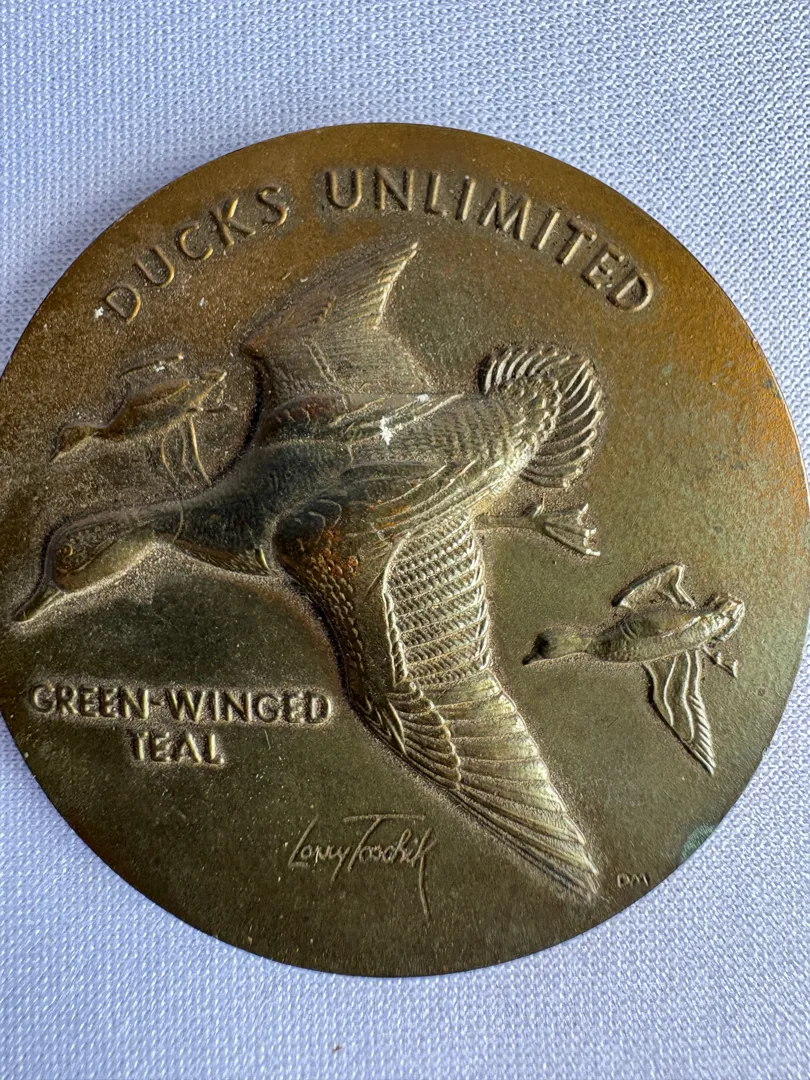 DUCKS UNLIMITED
GREEN-WINGED
TEAL
Larry Toschik
DM